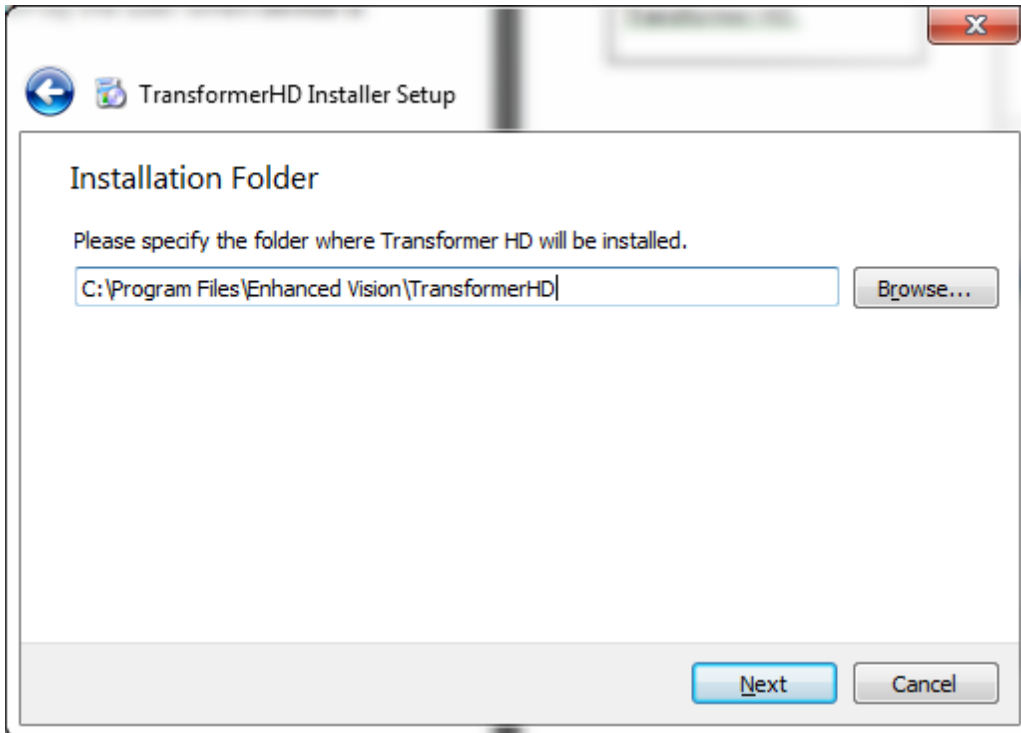 TransformerHD Installer Setup
Installation Folder
Please specify the folder where Transformer HD will be installed.
C:\Program Files\Enhanced Vision\TransformerHD
Browse...
Next
Cancel